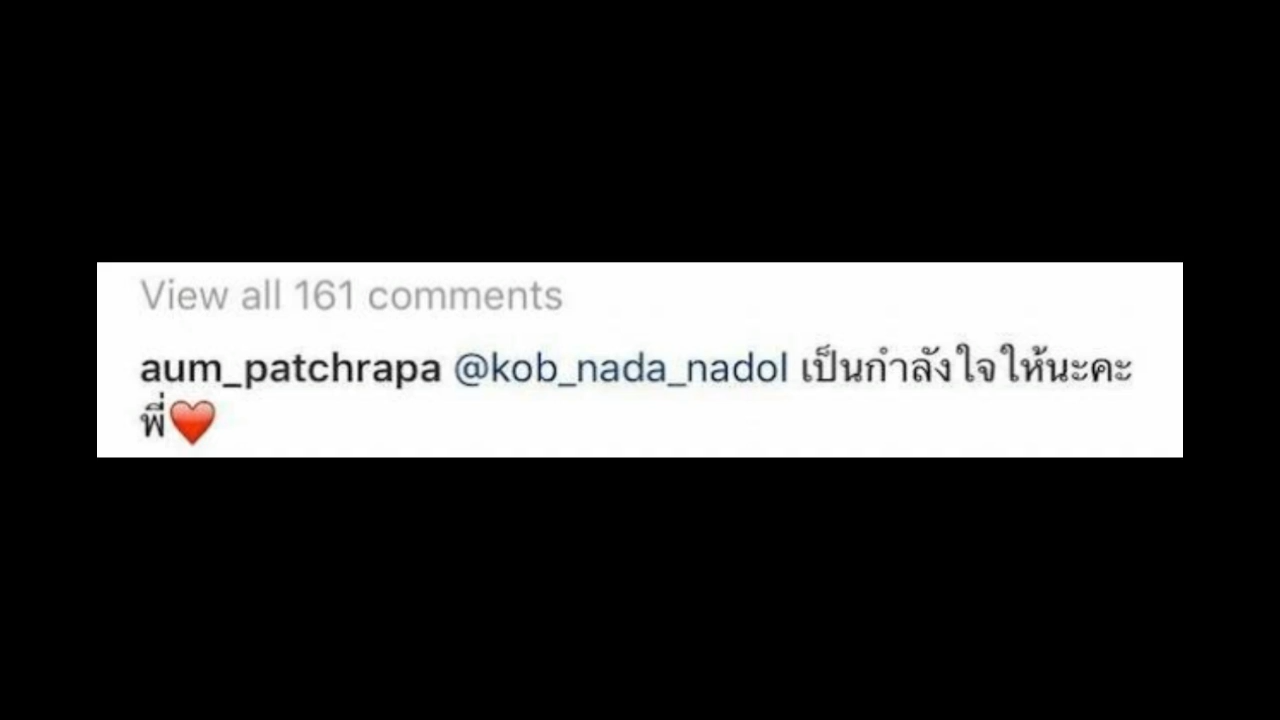 View all 161 comments
aum_patchrapa @kob_nada_nadol เป็นกำลังใจให้นะคะ
พี่❤️